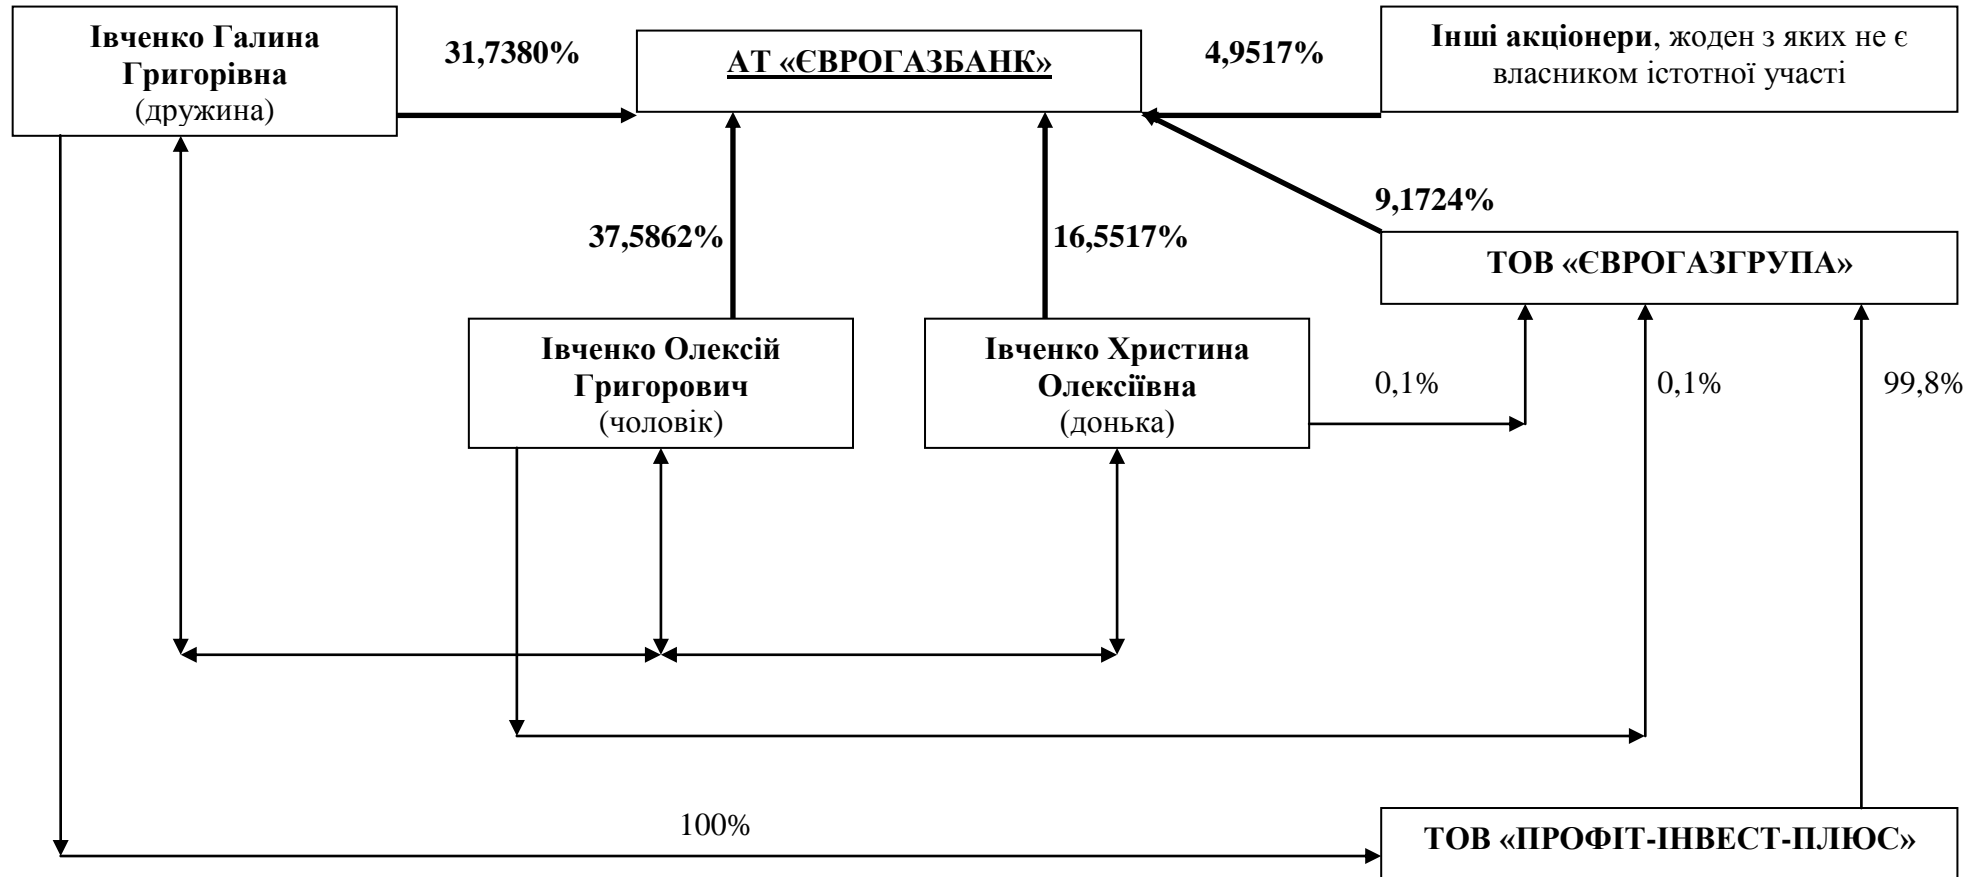 Івченко Галина
Григорівна
(дружина)
31,7380%
АТ «ЄВРОГАЗБАНК»
4,9517%
Інші акціонери, жоден з яких не є
власником істотної участі
9,1724%
37,5862%
16,5517%
ТОВ «ЄВРОГАЗГРУПА»
Івченко Олексій
Григорович
(чоловік)
Івченко Христина
Олексіївна
(донька)
0,1%
0,1%
99,8%
100%
ТОВ «ПРОФІТ-ІНВЕСТ-ПЛЮС»